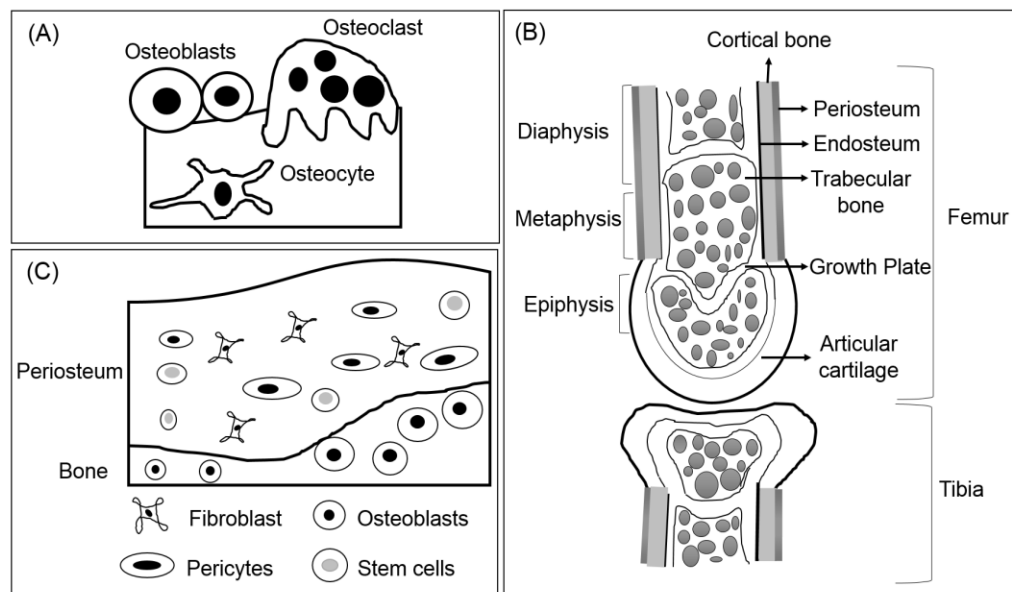 (A)
Osteoclast
Osteoblasts
Osteocyte
(B)
Cortical bone
Periosteum
Endosteum
Trabecular
bone
Growth Plate
Articular
cartilage
Diaphysis
Metaphysis
Epiphysis
Femur
Tibia
(C)
Periosteum
Bone
Fibroblast
Osteoblasts
Pericytes
Stem cells